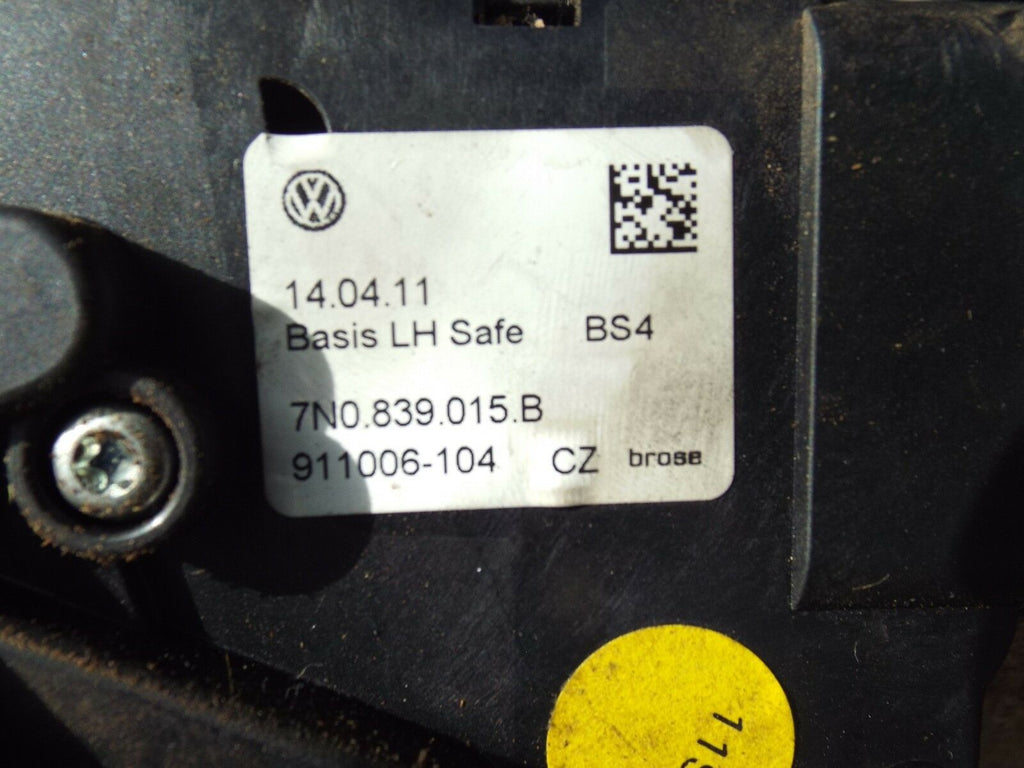 14.04.11
Basis LH Safe BS4
7N0.839.015.B
911006-104 CZ brose